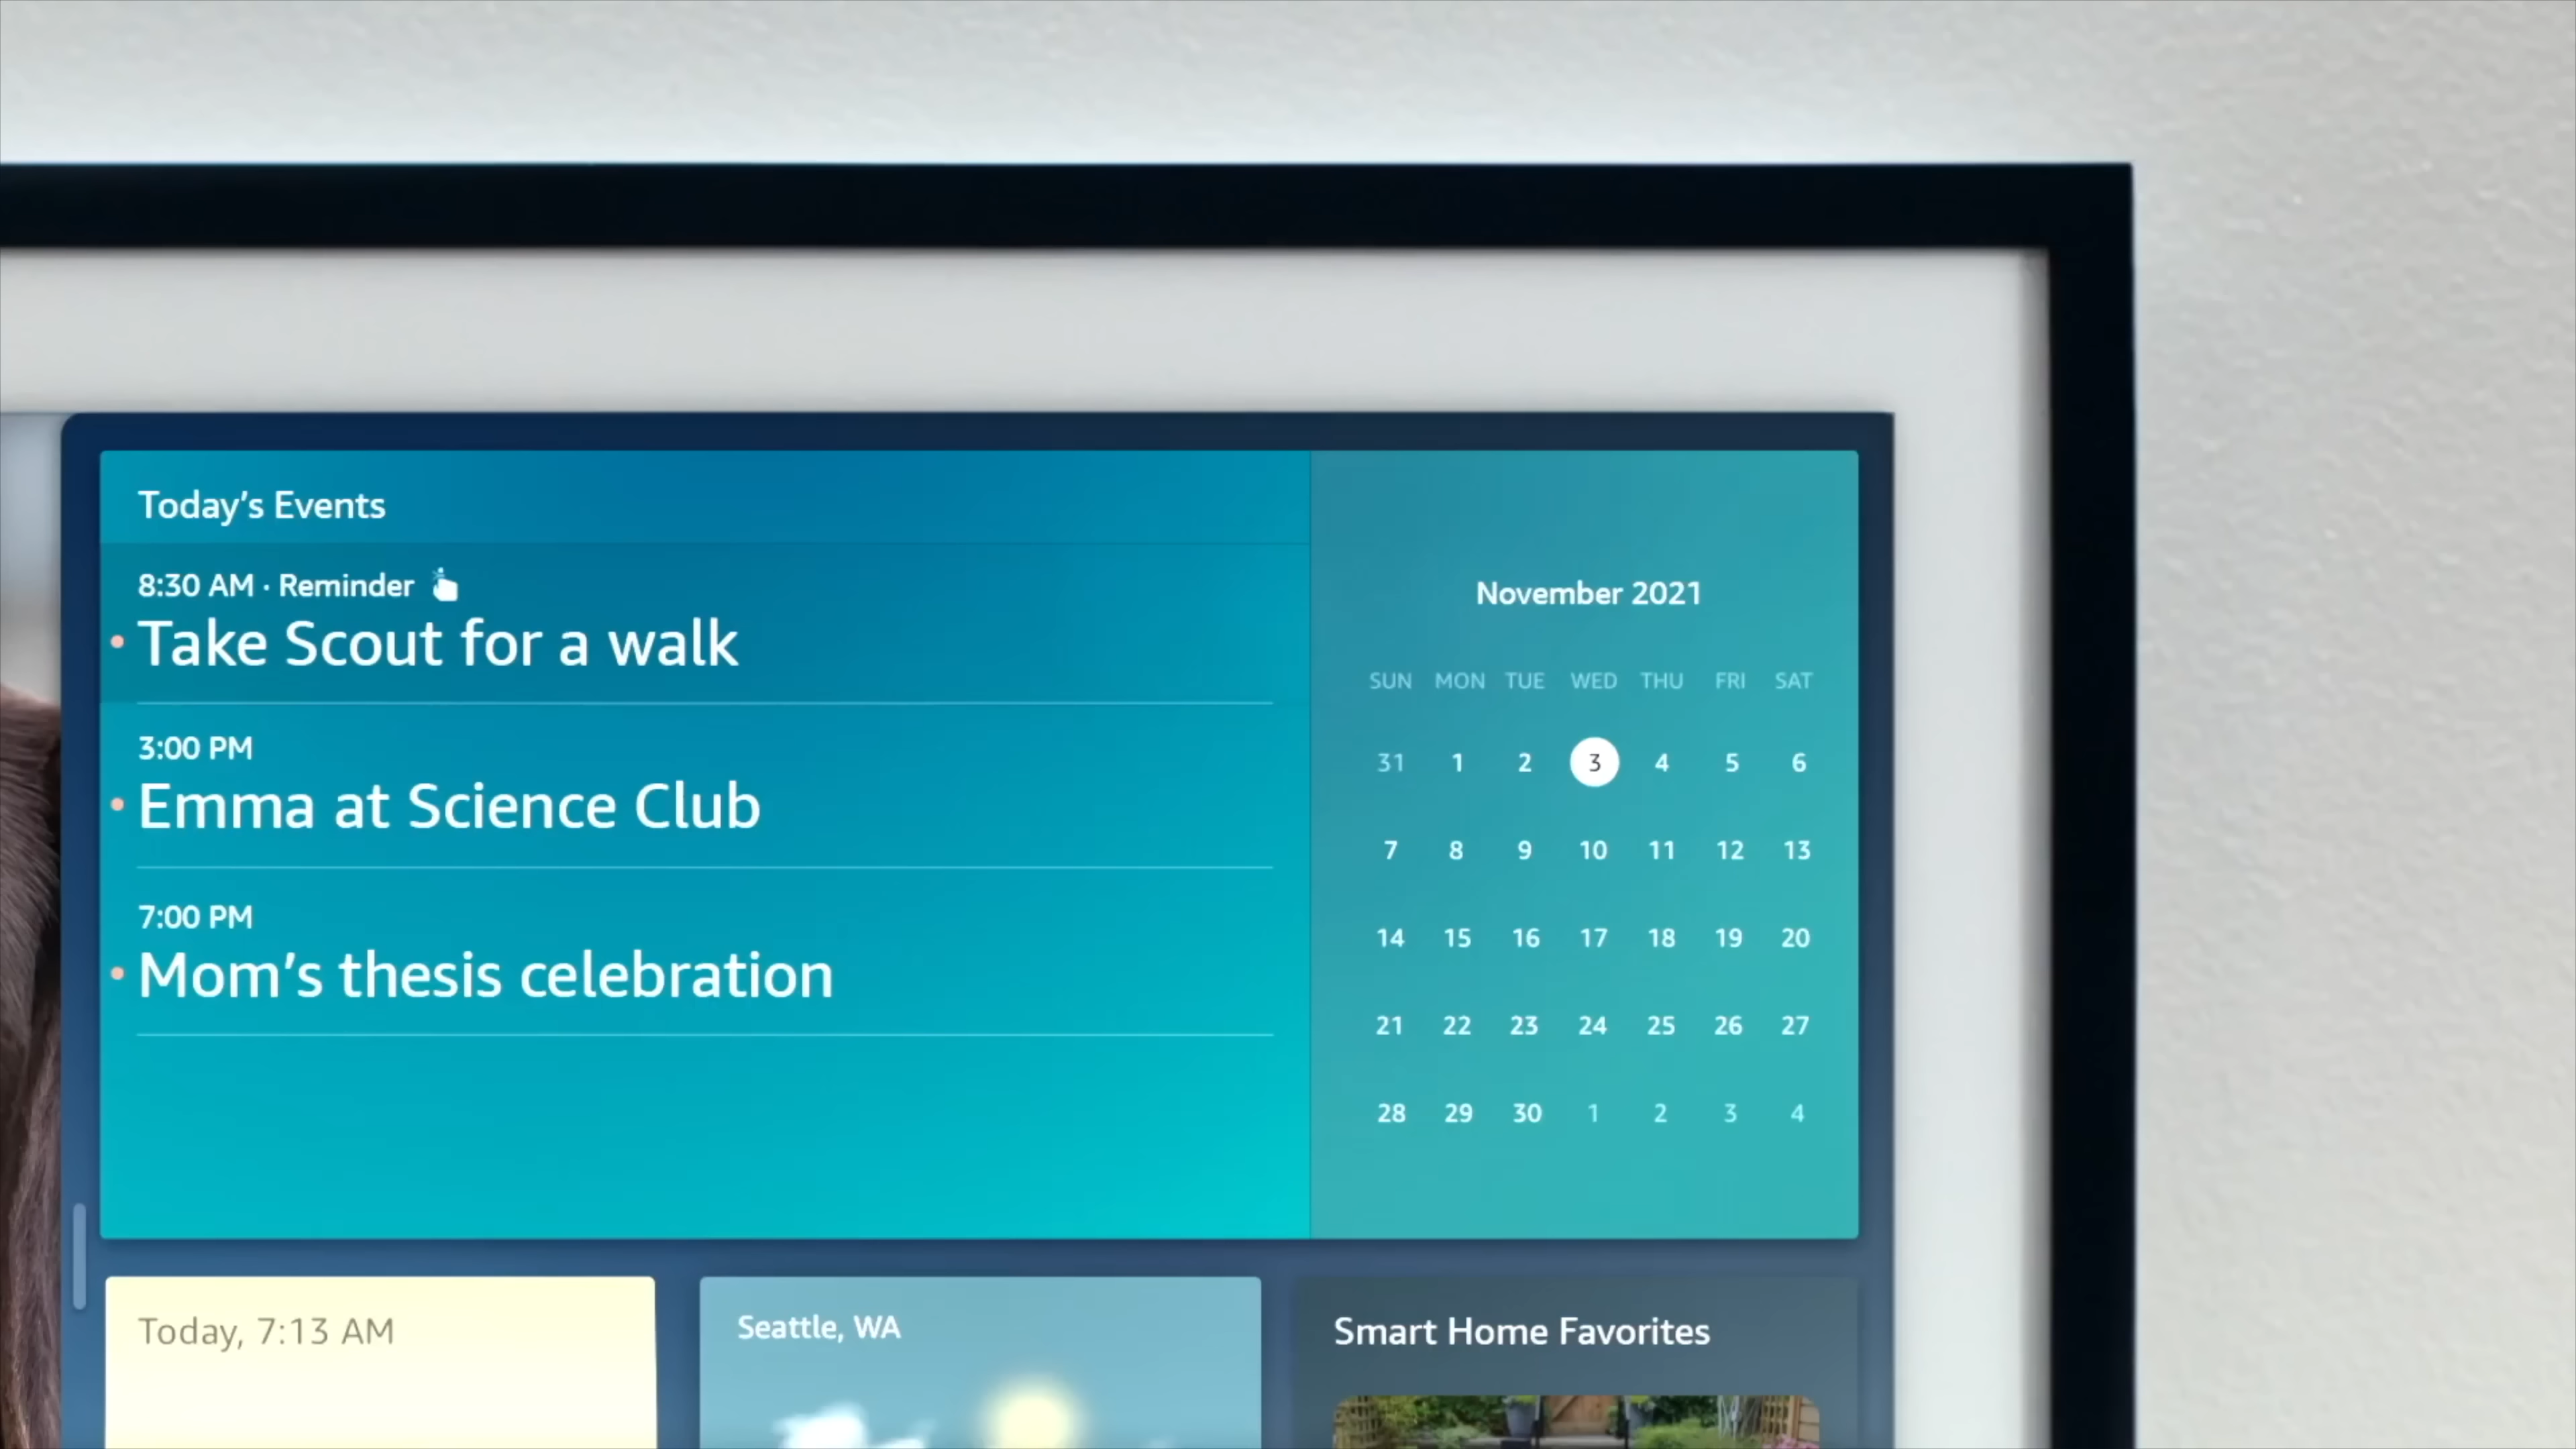 Today's Events
8:30 AM · Reminder
Take Scout for a walk
3:00 PM
Emma at Science Club
7:00 PM
Mom's thesis celebration
November 2021
SUN MON TUE WED THU FRI SAT
31 1 2 3 4 5 6
7 8 9 10 11 12 13
14 15 16 17 18 19 20
21 22 23 24 25 26 27
28 29 30 1 2 3 4
Today, 7:13 AM
Seattle, WA
Smart Home Favorites